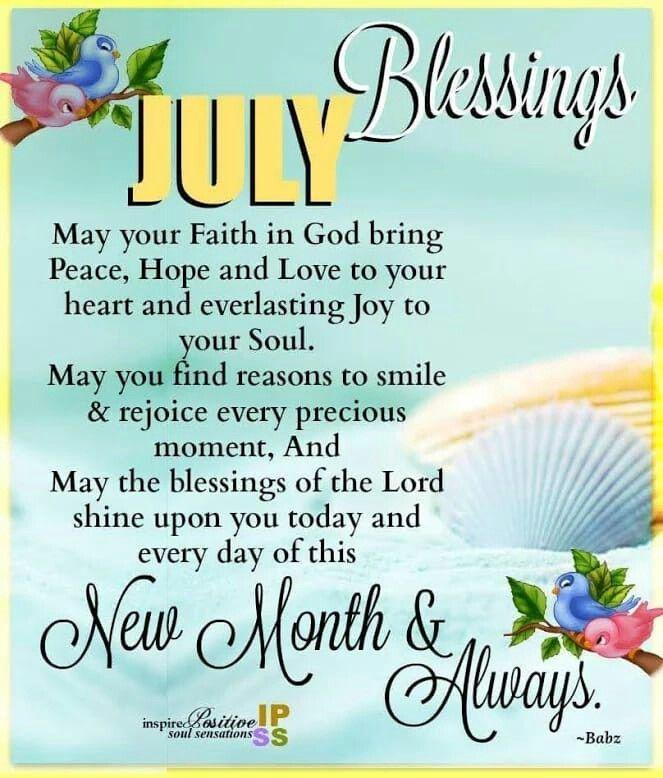 Blessings
JULY
May your Faith in God bring
Peace, Hope and Love to your
heart and everlasting Joy to
your Soul.
May you find reasons to smile
& rejoice every precious
moment, And
May the blessings of the Lord
shine upon you today and
every day of this
New Month &
Always.
inspire Positive IP
soul sensations SS
~Babz